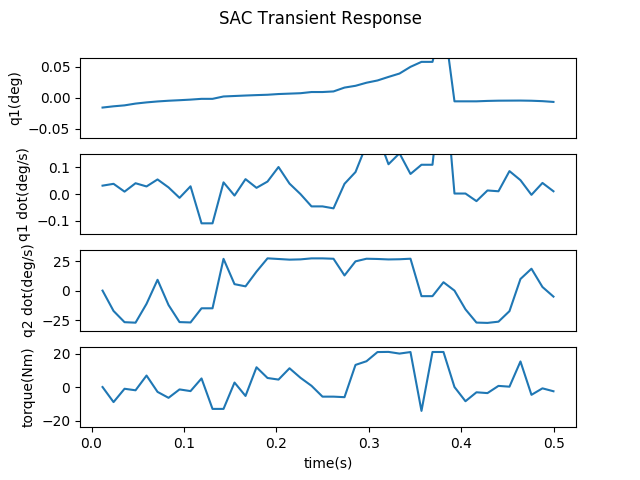 SAC Transient Response
q1(deg)
0.05
0.00
−0.05
q1 dot(deg/s)
0.1
0.0
−0.1
q2 dot(deg/s)
25
0
−25
torque(Nm)
20
0
−20
0.0 0.1 0.2 0.3 0.4 0.5
time(s)